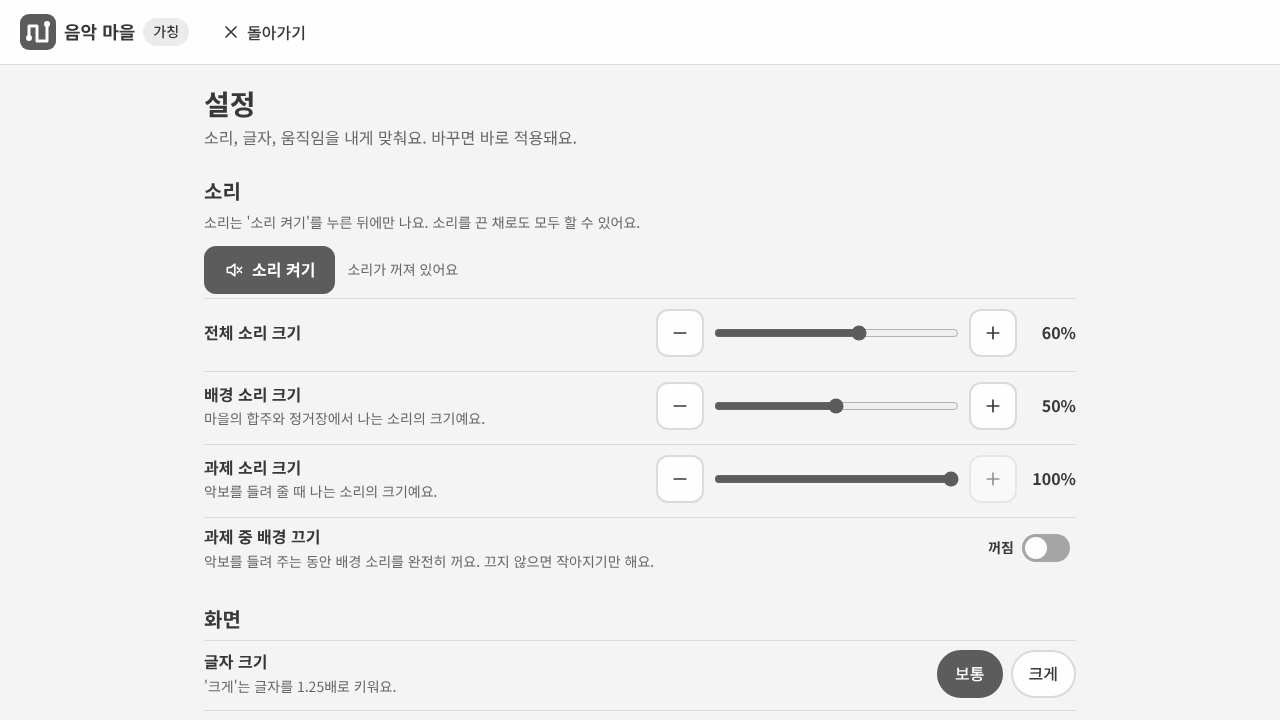 음악 마을 가칭 돌아가기
설정
소리, 글자, 움직임을 내게 맞춰요. 바꾸면 바로 적용돼요.
소리
소리는 '소리 켜기'를 누른 뒤에만 나요. 소리를 끈 채로도 모두 할 수 있어요.
소리 켜기 소리가 꺼져 있어요
전체 소리 크기 60%
배경 소리 크기 50%
마을의 합주와 정거장에서 나는 소리의 크기예요.
과제 소리 크기 100%
악보를 들려 줄 때 나는 소리의 크기예요.
과제 중 배경 끄기 꺼짐
악보를 들려 주는 동안 배경 소리를 완전히 꺼요. 끄지 않으면 작아지기만 해요.
화면
글자 크기 보통 크게
'크게'는 글자를 1.25배로 키워요.